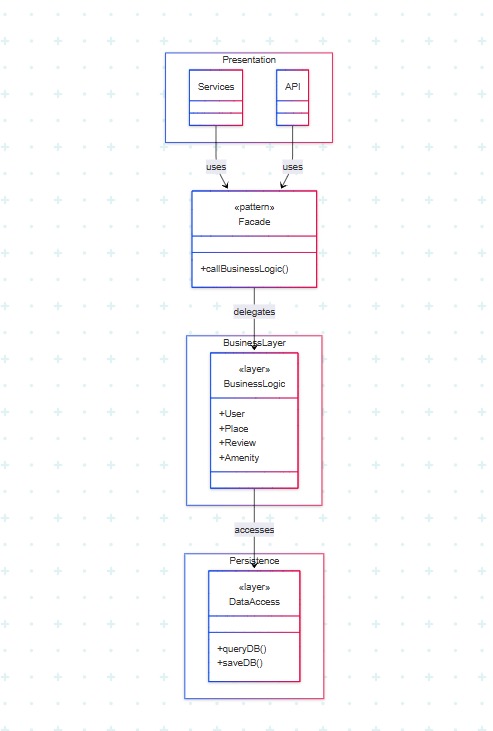 Presentation
Services
API
uses
uses
«pattern»
Facade
+callBusinessLogic()
delegates
BusinessLayer
«layer»
BusinessLogic
+User
+Place
+Review
+Amenity
accesses
Persistence
«layer»
DataAccess
+queryDB()
+saveDB()